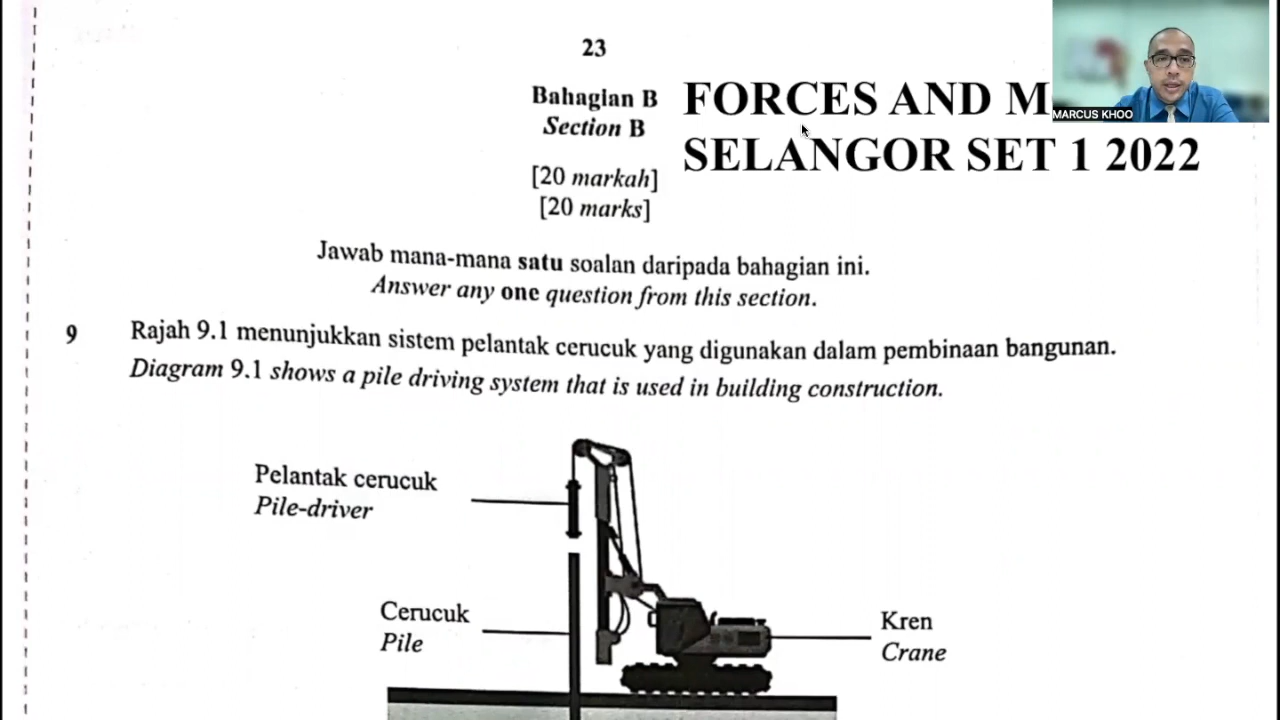 23
Bahagian B
Section B
[20 markah]
[20 marks]
FORCES AND M
SELANGOR SET 1 2022
MARCUS KHOO
Jawab mana-mana satu soalan daripada bahagian ini.
Answer any one question from this section.
9 Rajah 9.1 menunjukkan sistem pelantak cerucuk yang digunakan dalam pembinaan bangunan.
Diagram 9.1 shows a pile driving system that is used in building construction.
Pelantak cerucuk
Pile-driver
Cerucuk
Pile
Kren
Crane